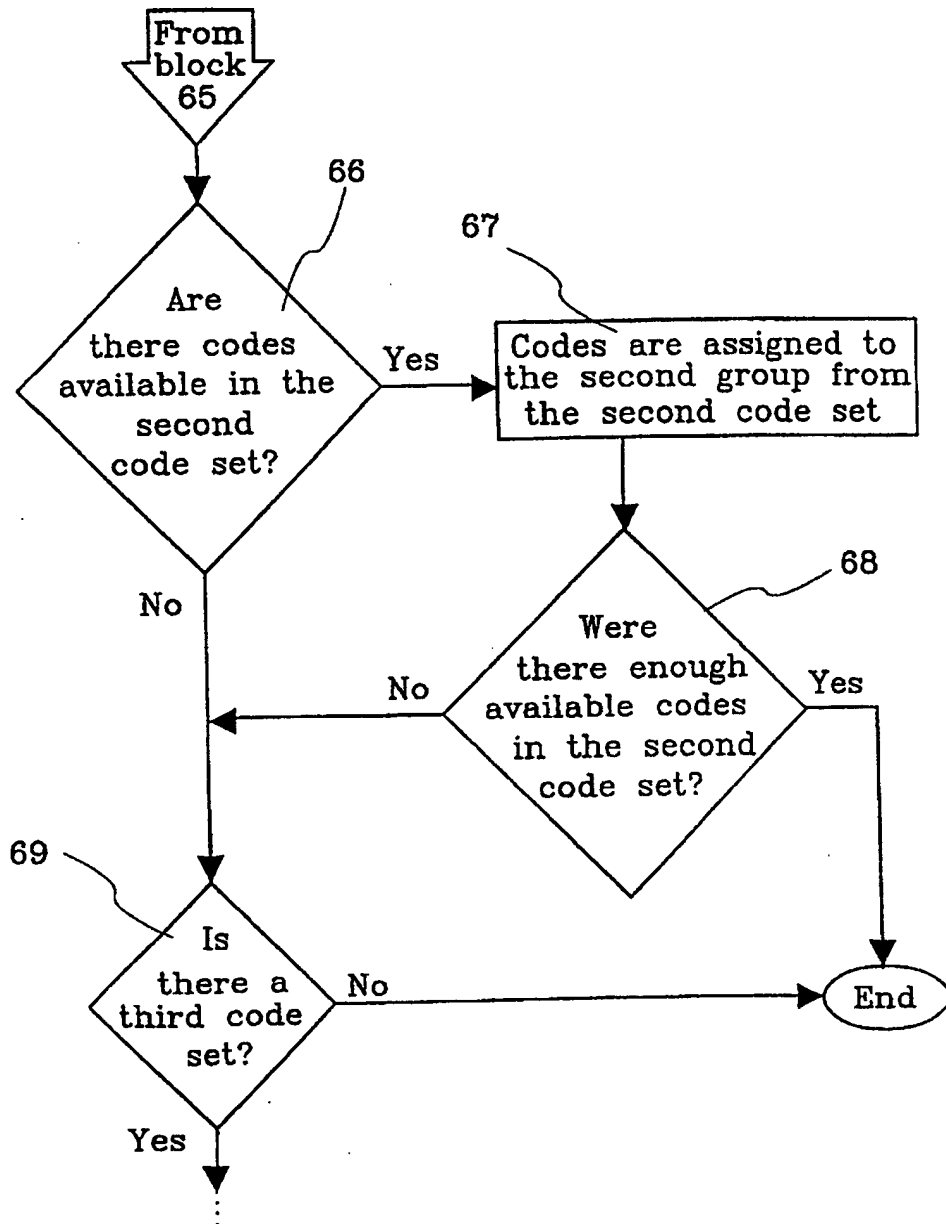 From
block
65
66
Are
there codes
available in the
second
code set?
Yes
67
Codes are assigned to
the second group from
the second code set
No
68
Were
there enough
available codes
in the second
code set?
No
Yes
69
Is
there a
third code
set?
No
End
Yes